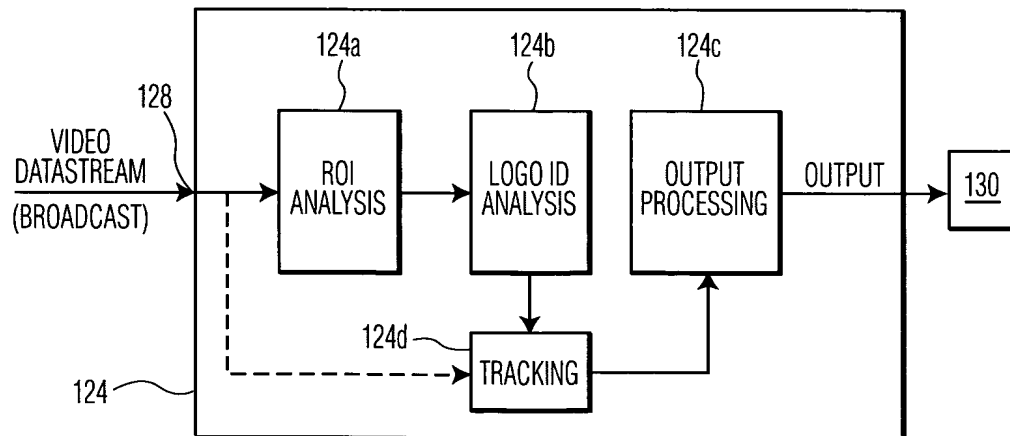 124a
124b
124c
128
VIDEO
DATASTREAM
(BROADCAST)
ROI
ANALYSIS
LOGO ID
ANALYSIS
OUTPUT
PROCESSING
OUTPUT
130
124d
TRACKING
124